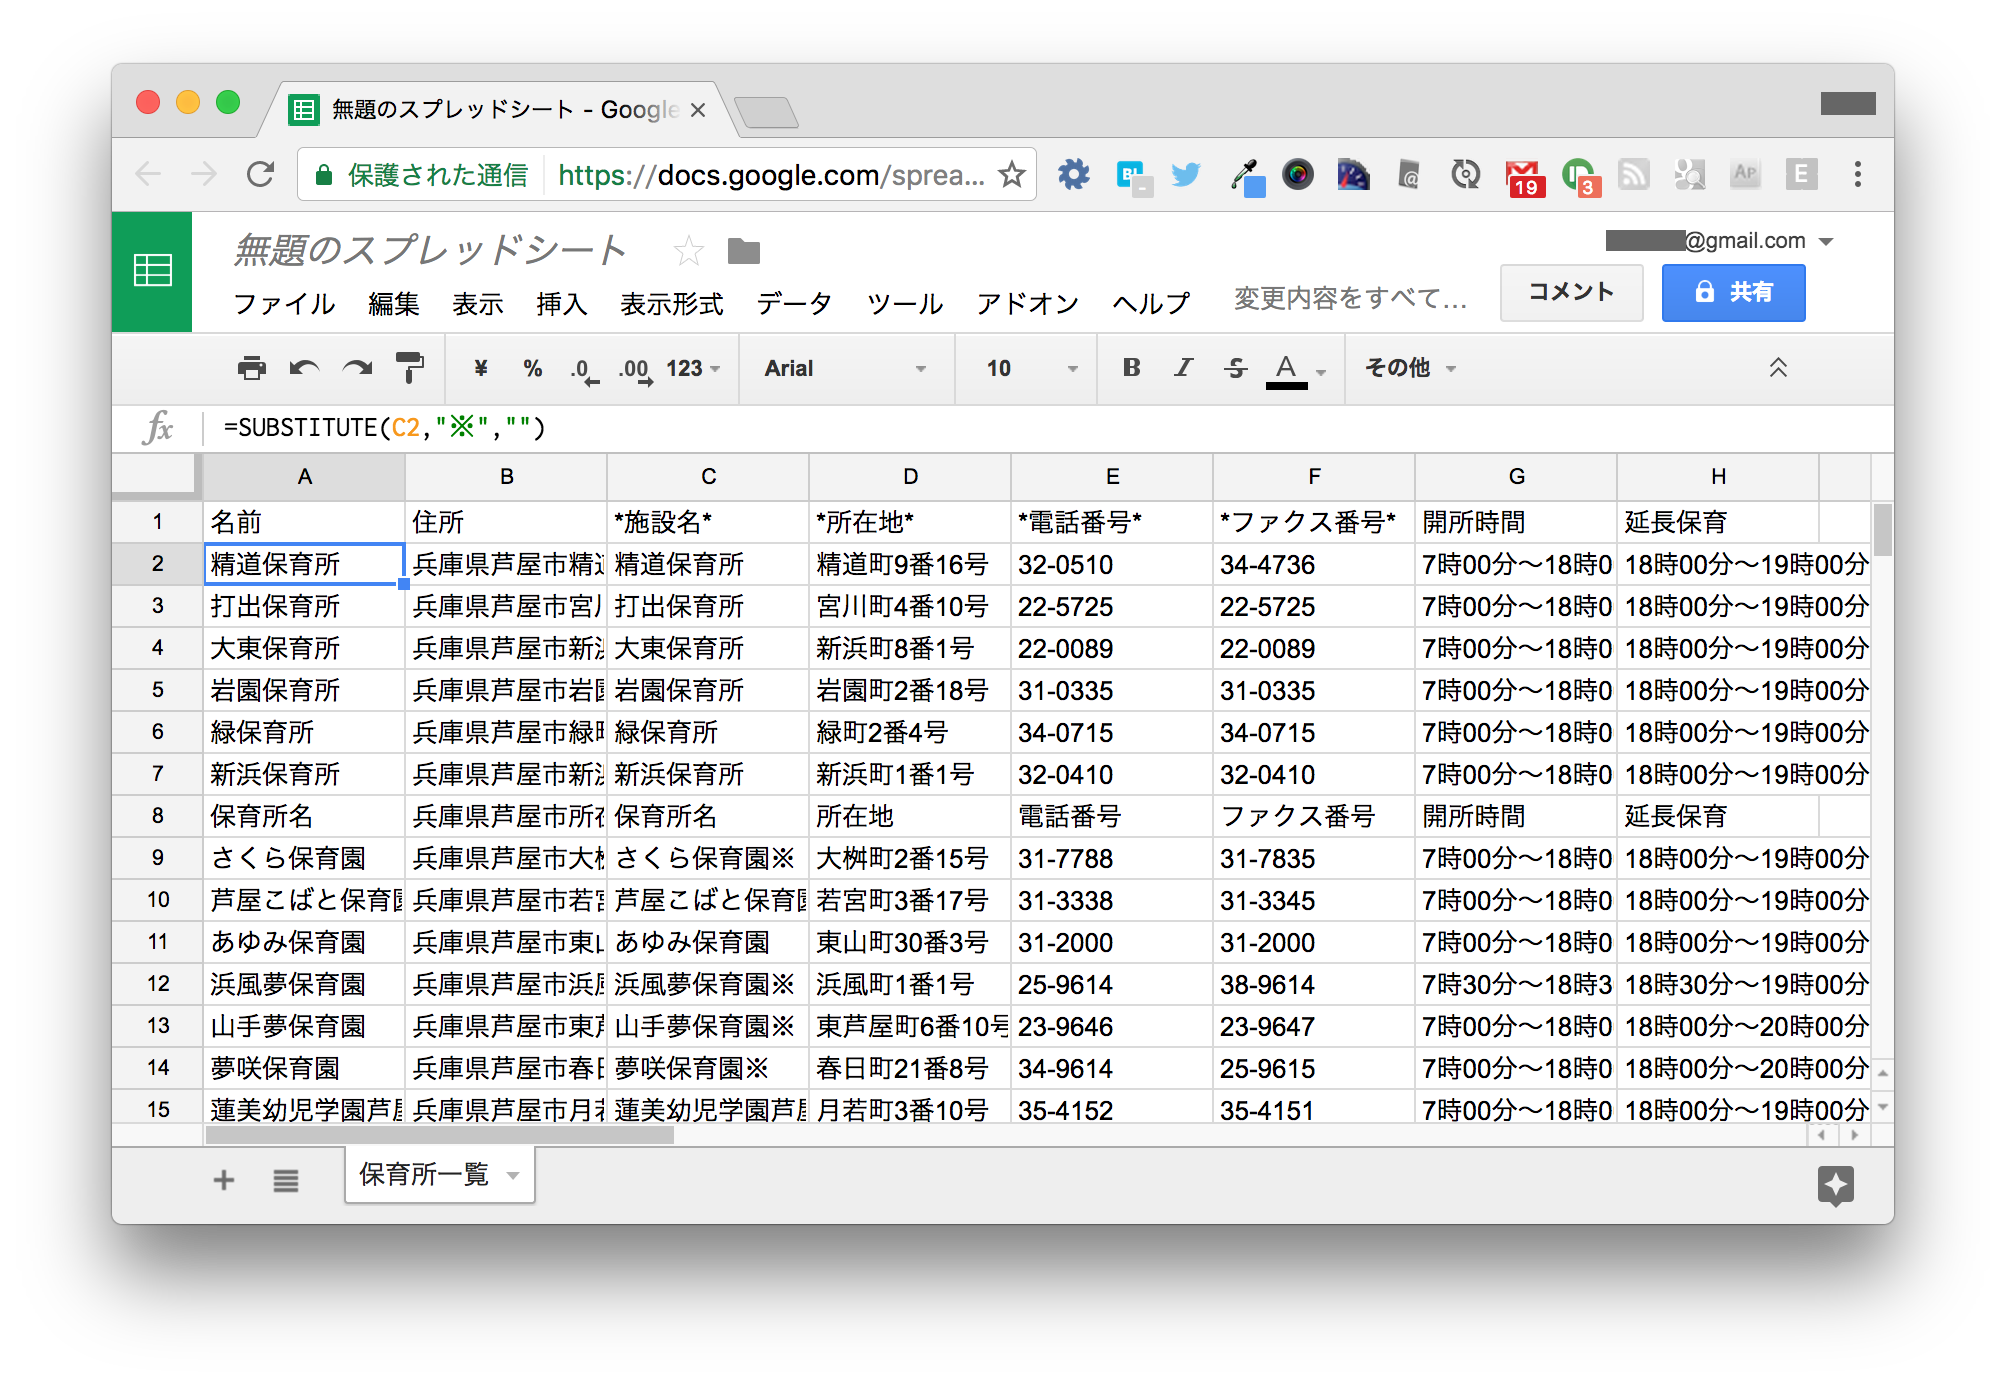 無題のスプレッドシート - Google
保護された通信 https://docs.google.com/sprea...
19 3 AP E
無題のスプレッドシート
@gmail.com
ファイル 編集 表示 挿入 表示形式 データ ツール アドオン ヘルプ 変更内容をすべて... コメント 共有
¥ % .0 .00 123 Arial 10 B I S A その他
fx =SUBSTITUTE(C2,"※","")
A B C D E F G H
1 名前 住所 *施設名* *所在地* *電話番号* *ファクス番号* 開所時間 延長保育
2 精道保育所 兵庫県芦屋市精道 精道保育所 精道町9番16号 32-0510 34-4736 7時00分〜18時0 18時00分〜19時00分
3 打出保育所 兵庫県芦屋市宮川 打出保育所 宮川町4番10号 22-5725 22-5725 7時00分〜18時0 18時00分〜19時00分
4 大東保育所 兵庫県芦屋市新浜 大東保育所 新浜町8番1号 22-0089 22-0089 7時00分〜18時0 18時00分〜19時00分
5 岩園保育所 兵庫県芦屋市岩園 岩園保育所 岩園町2番18号 31-0335 31-0335 7時00分〜18時0 18時00分〜19時00分
6 緑保育所 兵庫県芦屋市緑町 緑保育所 緑町2番4号 34-0715 34-0715 7時00分〜18時0 18時00分〜19時00分
7 新浜保育所 兵庫県芦屋市新浜 新浜保育所 新浜町1番1号 32-0410 32-0410 7時00分〜18時0 18時00分〜19時00分
8 保育所名 兵庫県芦屋市所在 保育所名 所在地 電話番号 ファクス番号 開所時間 延長保育
9 さくら保育園 兵庫県芦屋市大桝 さくら保育園※ 大桝町2番15号 31-7788 31-7835 7時00分〜18時0 18時00分〜19時00分
10 芦屋こばと保育園 兵庫県芦屋市若宮 芦屋こばと保育園 若宮町3番17号 31-3338 31-3345 7時00分〜18時0 18時00分〜19時00分
11 あゆみ保育園 兵庫県芦屋市東山 あゆみ保育園 東山町30番3号 31-2000 31-2000 7時00分〜18時0 18時00分〜19時00分
12 浜風夢保育園 兵庫県芦屋市浜風 浜風夢保育園※ 浜風町1番1号 25-9614 38-9614 7時30分〜18時3 18時30分〜19時00分
13 山手夢保育園 兵庫県芦屋市東芦 山手夢保育園※ 東芦屋町6番10号 23-9646 23-9647 7時00分〜18時0 18時00分〜20時00分
14 夢咲保育園 兵庫県芦屋市春日 夢咲保育園※ 春日町21番8号 34-9614 25-9615 7時00分〜18時0 18時00分〜20時00分
15 蓮美幼児学園芦屋 兵庫県芦屋市月若 蓮美幼児学園芦屋 月若町3番10号 35-4152 35-4151 7時00分〜18時0 18時00分〜19時00分
保育所一覧